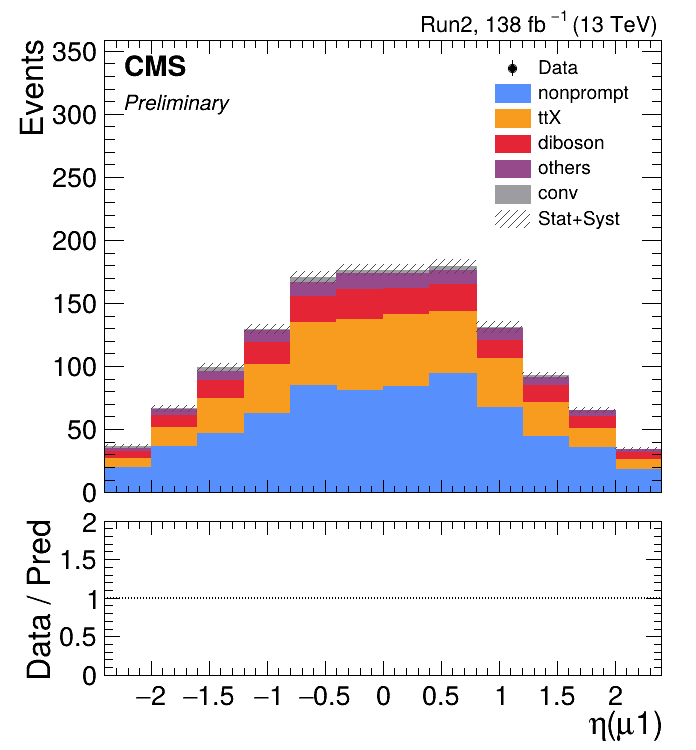 Run2, 138 fb⁻¹ (13 TeV)
CMS
Preliminary
Data
nonprompt
ttX
diboson
others
conv
Stat+Syst
Events
350
300
250
200
150
100
50
0
Data / Pred
2
1.5
1
0.5
0
−2 −1.5 −1 −0.5 0 0.5 1 1.5 2
η(μ1)